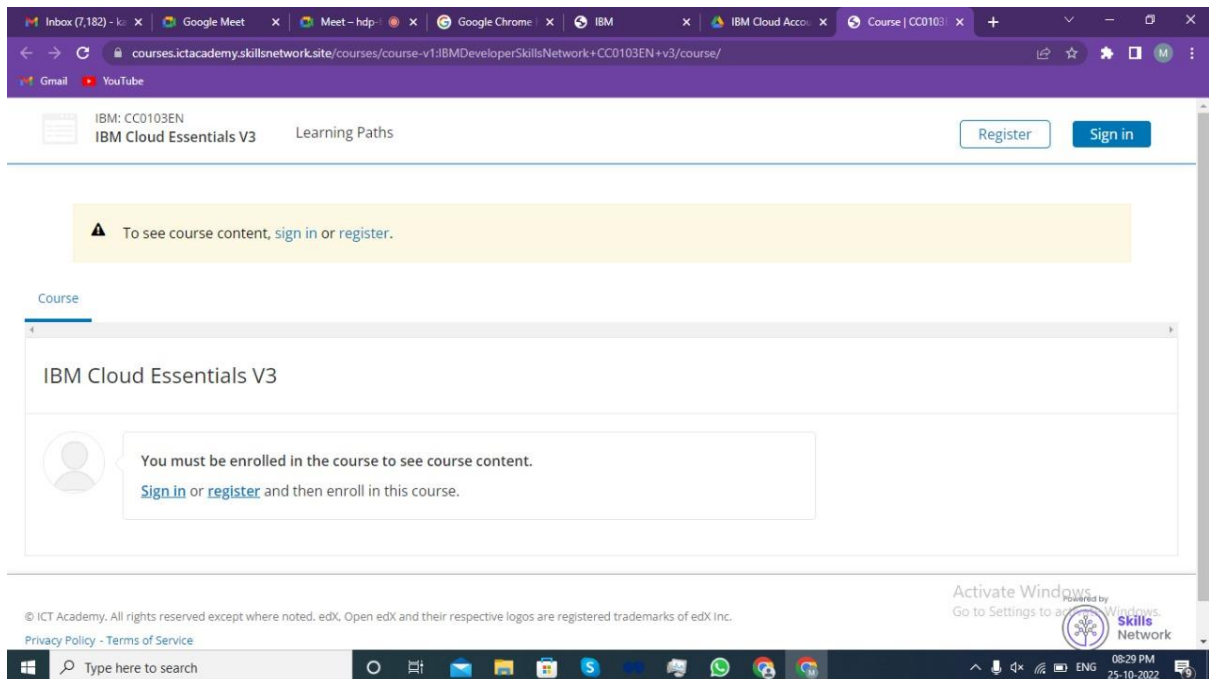 Inbox (7,182) - ka
Google Meet
Meet – hdp-
Google Chrome
IBM
IBM Cloud Accou
Course | CC0103
courses.ictacademy.skillsnetwork.site/courses/course-v1:IBMDeveloperSkillsNetwork+CC0103EN+v3/course/
M
Gmail
YouTube
IBM: CC0103EN
IBM Cloud Essentials V3
Learning Paths
Register
Sign in
To see course content, sign in or register.
Course
IBM Cloud Essentials V3
You must be enrolled in the course to see course content.
Sign in or register and then enroll in this course.
Activate Windows
Go to Settings to activate Windows.
Powered by
Skills
Network
© ICT Academy. All rights reserved except where noted. edX, Open edX and their respective logos are registered trademarks of edX Inc.
Privacy Policy - Terms of Service
Type here to search
ENG
08:29 PM
25-10-2022